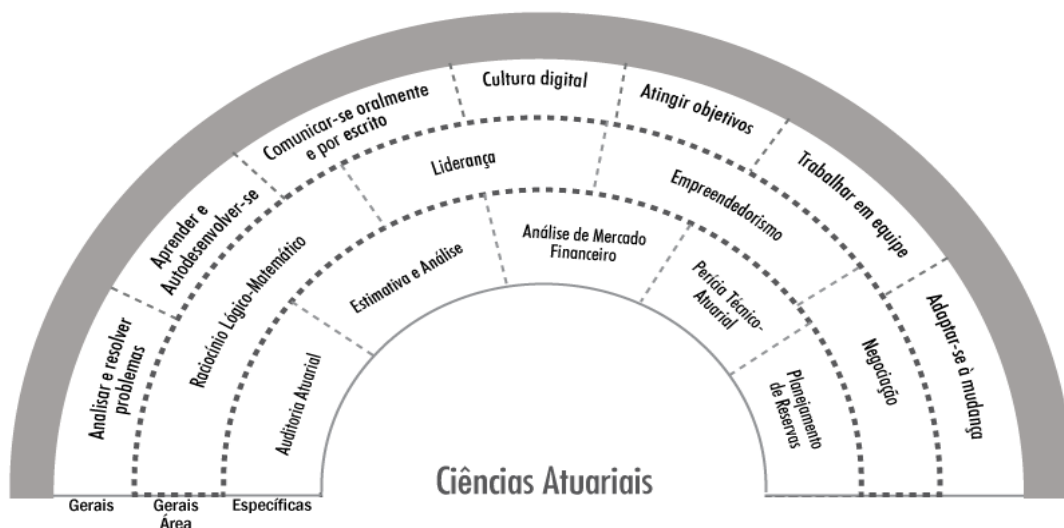 Analisar e resolver
problemas
Aprender e
Autodesenvolver-se
Comunicar-se oralmente
e por escrito
Cultura digital
Atingir objetivos
Trabalhar em equipe
Adaptar-se à mudança
Raciocínio Lógico-Matemático
Liderança
Empreendedorismo
Negociação
Auditoria Atuarial
Estimativa e Análise
Análise de Mercado
Financeiro
Perícia Técnico-
Atuarial
Planejamento
de Reservas
Ciências Atuariais
Gerais
Gerais
Área
Específicas